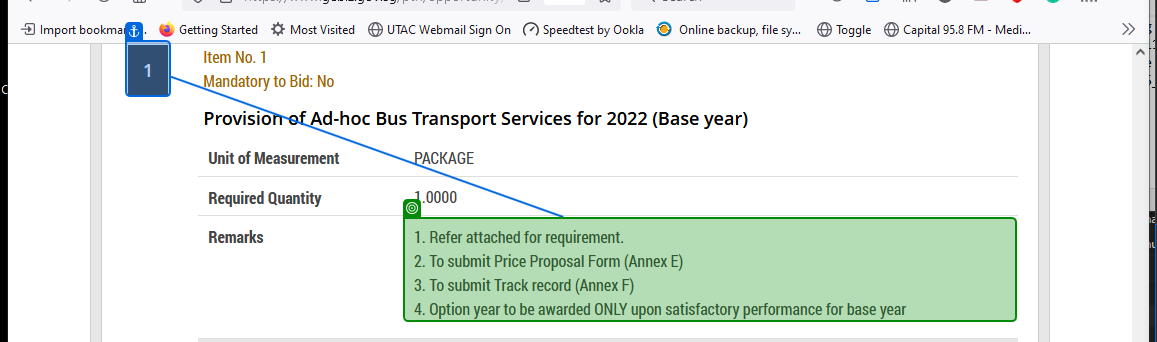 Import bookmar...
Getting Started
Most Visited
UTAC Webmail Sign On
Speedtest by Ookla
Online backup, file sy...
Toggle
Capital 95.8 FM - Medi...
1
Item No. 1
Mandatory to Bid: No
Provision of Ad-hoc Bus Transport Services for 2022 (Base year)
Unit of Measurement PACKAGE
Required Quantity 1.0000
Remarks 1. Refer attached for requirement.
2. To submit Price Proposal Form (Annex E)
3. To submit Track record (Annex F)
4. Option year to be awarded ONLY upon satisfactory performance for base year